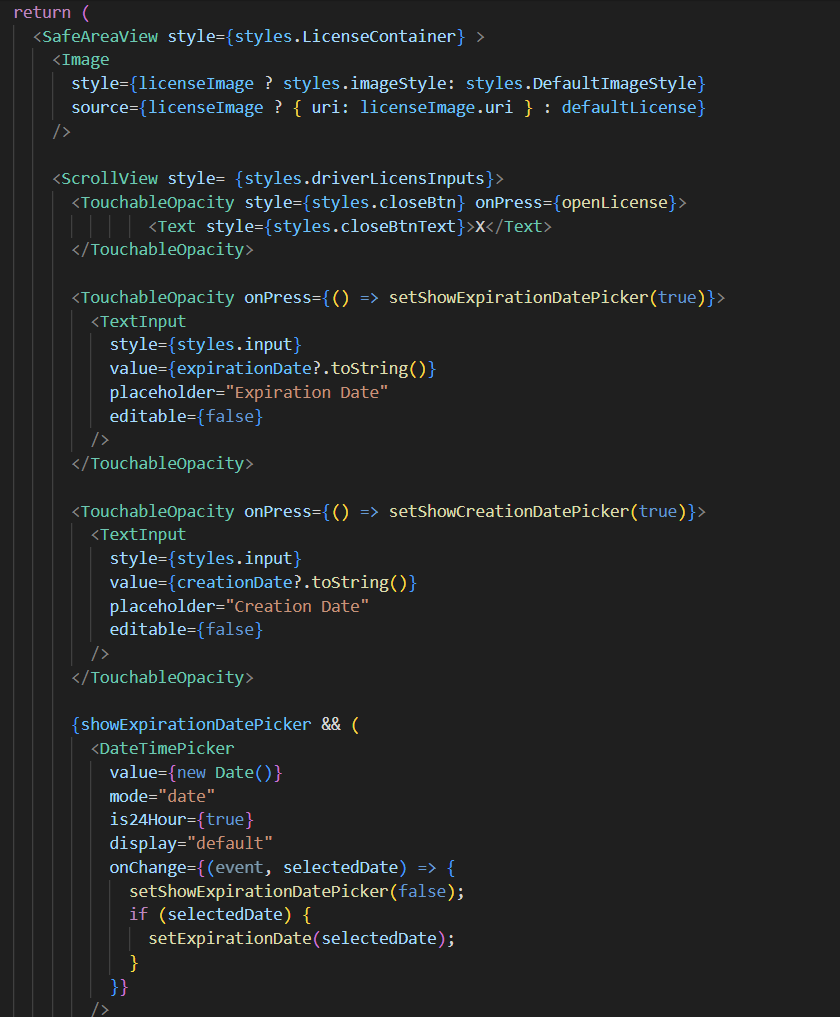 return (
<SafeAreaView style={styles.LicenseContainer} >
<Image
style={licenseImage ? styles.imageStyle: styles.DefaultImageStyle}
source={licenseImage ? { uri: licenseImage.uri } : defaultLicense}
/>
<ScrollView style= {styles.driverLicensInputs}>
<TouchableOpacity style={styles.closeBtn} onPress={openLicense}>
<Text style={styles.closeBtnText}>X</Text>
</TouchableOpacity>
<TouchableOpacity onPress={() => setShowExpirationDatePicker(true)}>
<TextInput
style={styles.input}
value={expirationDate?.toString()}
placeholder="Expiration Date"
editable={false}
/>
</TouchableOpacity>
<TouchableOpacity onPress={() => setShowCreationDatePicker(true)}>
<TextInput
style={styles.input}
value={creationDate?.toString()}
placeholder="Creation Date"
editable={false}
/>
</TouchableOpacity>
{showExpirationDatePicker && (
<DateTimePicker
value={new Date()}
mode="date"
is24Hour={true}
display="default"
onChange={(event, selectedDate) => {
setShowExpirationDatePicker(false);
if (selectedDate) {
setExpirationDate(selectedDate);
}
}}
/>